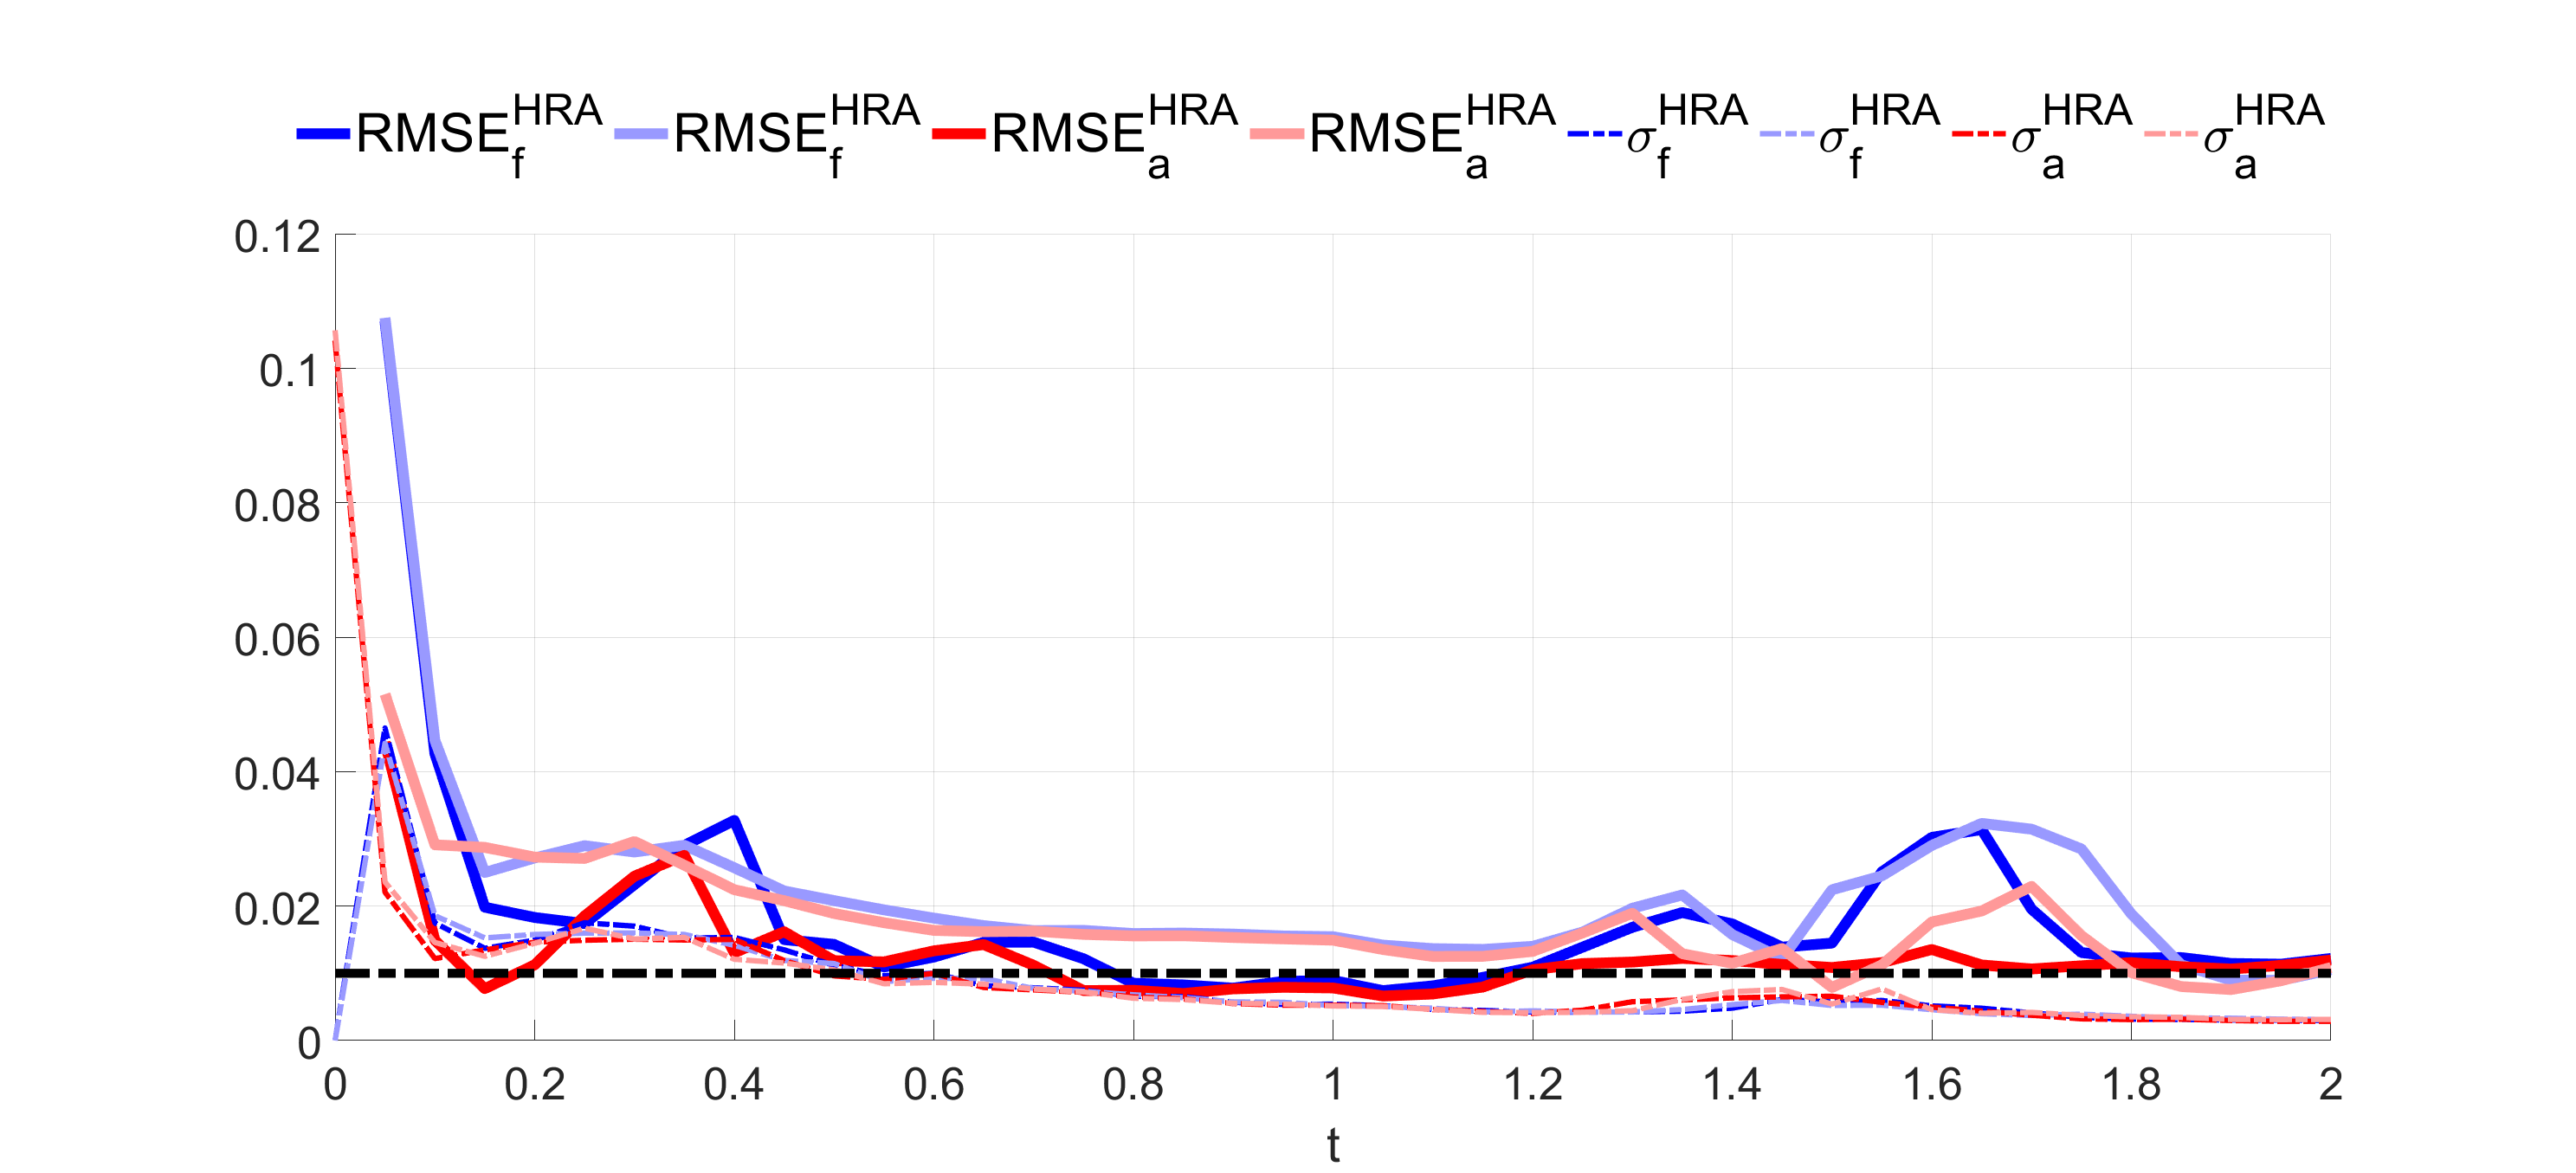 RMSE_f^HRA RMSE_f^HRA RMSE_a^HRA RMSE_a^HRA σ_f^HRA σ_f^HRA σ_a^HRA σ_a^HRA
0.12
0.1
0.08
0.06
0.04
0.02
0
0 0.2 0.4 0.6 0.8 1 1.2 1.4 1.6 1.8 2
t